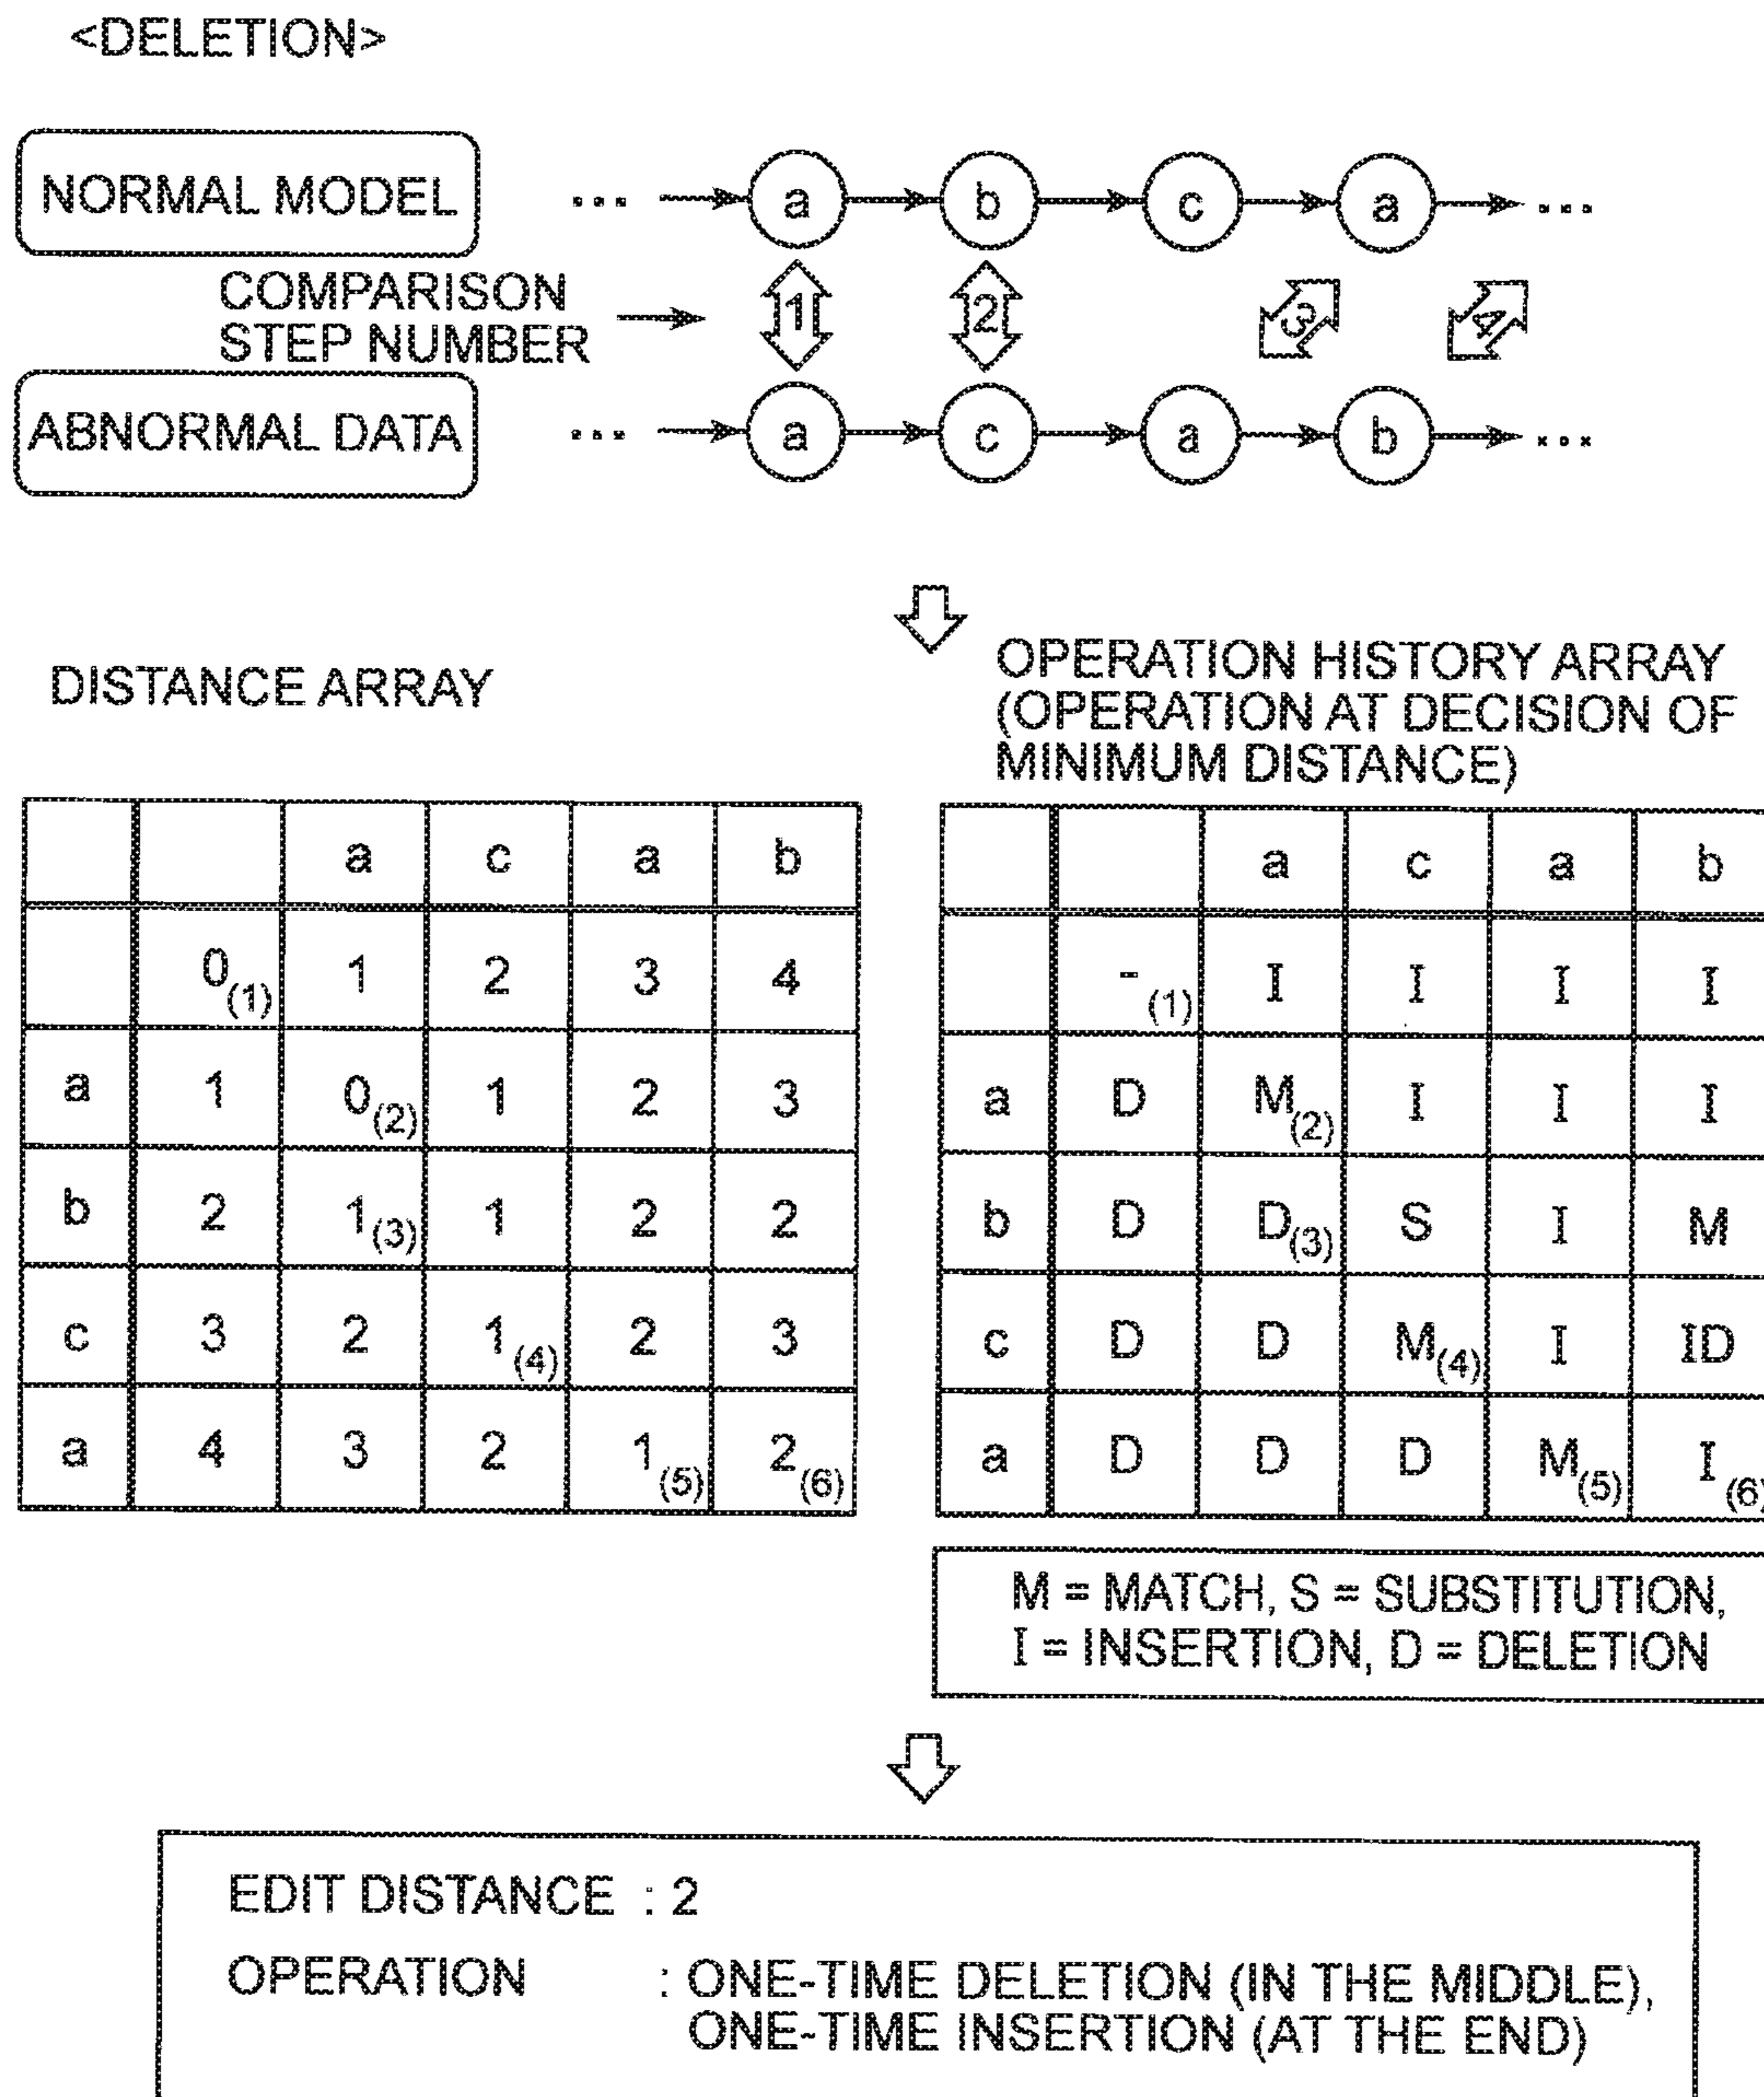 <DELETION>
NORMAL MODEL ... a b c a ...
COMPARISON
STEP NUMBER 1 2 3 4
ABNORMAL DATA ... a c a b ...
DISTANCE ARRAY
OPERATION HISTORY ARRAY
(OPERATION AT DECISION OF
MINIMUM DISTANCE)
a c a b
0(1) 1 2 3 4
a 1 0(2) 1 2 3
b 2 1(3) 1 2 2
c 3 2 1(4) 2 3
a 4 3 2 1(5) 2(6)
a c a b
-(1) I I I I
a D M(2) I I I
b D D(3) S I M
c D D M(4) I ID
a D D D M(5) I(6)
M = MATCH, S = SUBSTITUTION,
I = INSERTION, D = DELETION
EDIT DISTANCE : 2
OPERATION : ONE-TIME DELETION (IN THE MIDDLE),
ONE-TIME INSERTION (AT THE END)